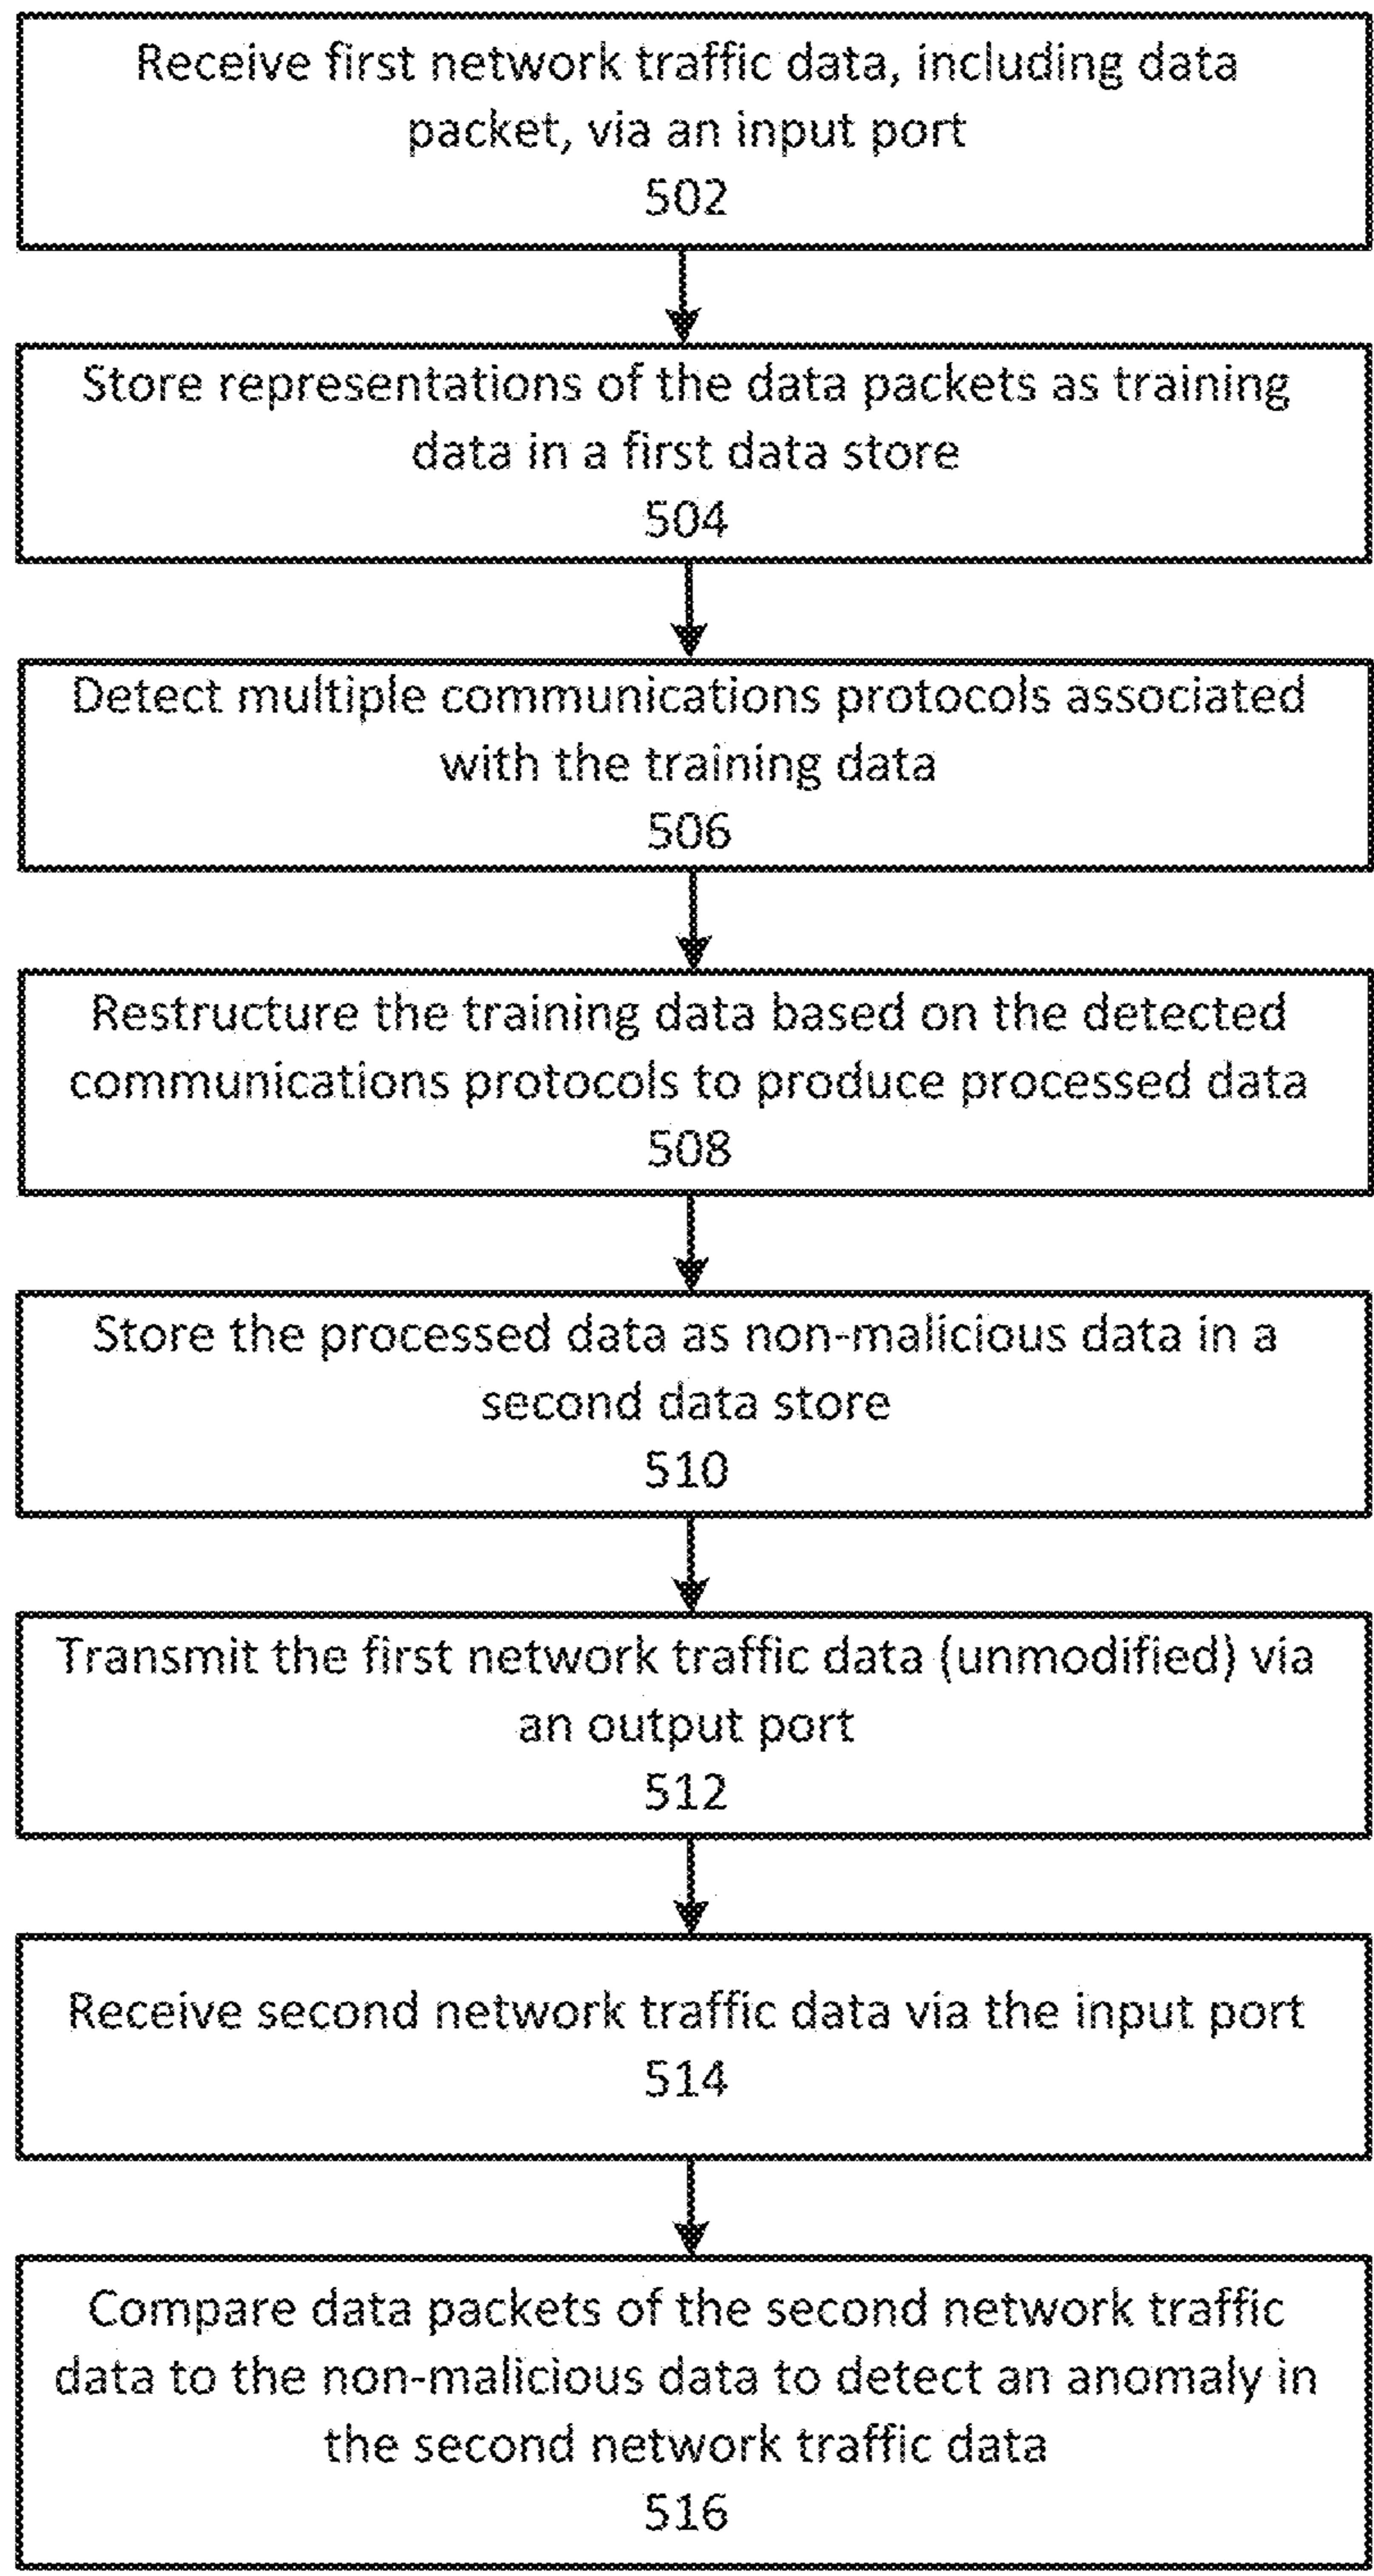 Receive first network traffic data, including data
packet, via an input port
502
Store representations of the data packets as training
data in a first data store
504
Detect multiple communications protocols associated
with the training data
506
Restructure the training data based on the detected
communications protocols to produce processed data
508
Store the processed data as non-malicious data in a
second data store
510
Transmit the first network traffic data (unmodified) via
an output port
512
Receive second network traffic data via the input port
514
Compare data packets of the second network traffic
data to the non-malicious data to detect an anomaly in
the second network traffic data
516